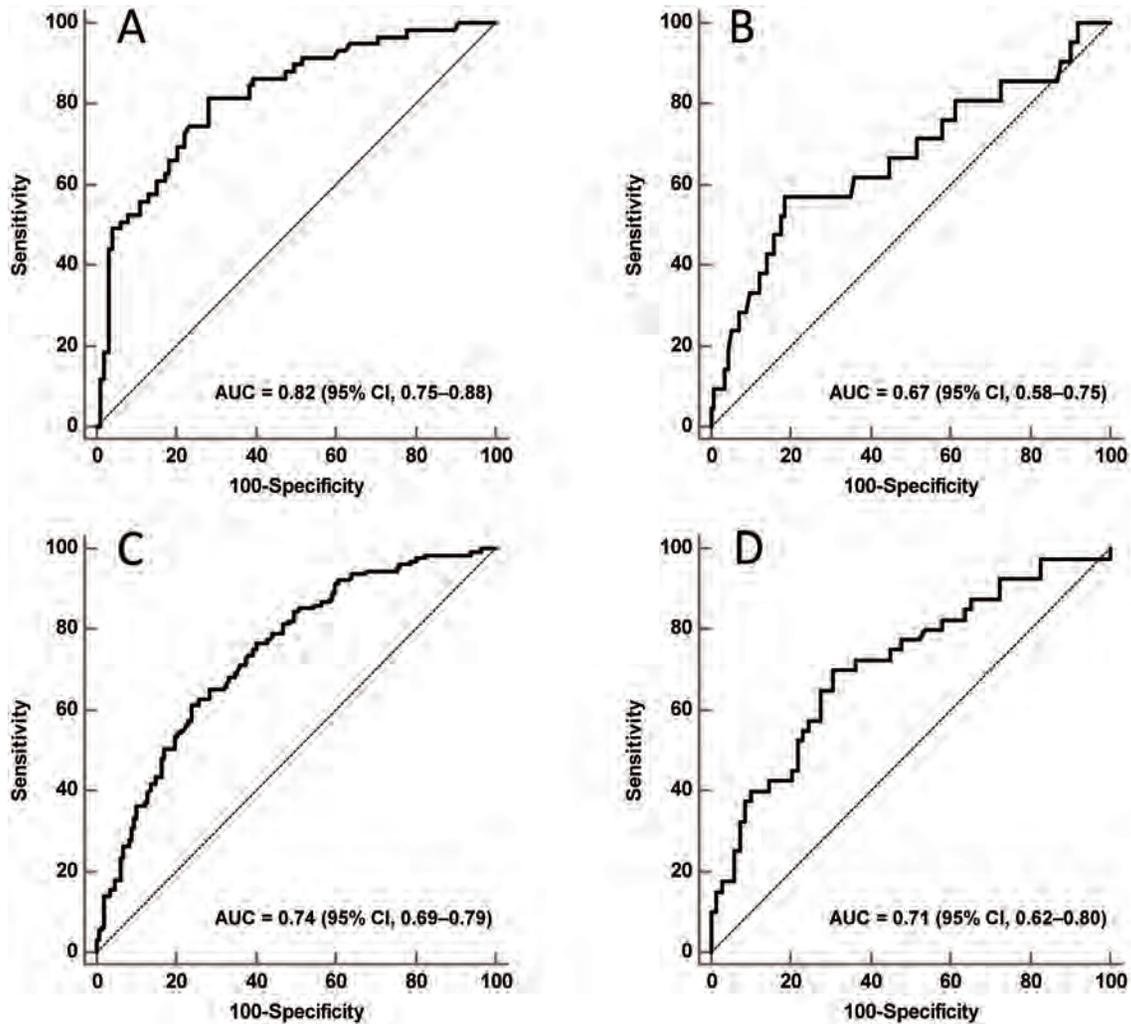 A
100
80
60
40
20
0
Sensitivity
AUC = 0.82 (95% CI, 0.75–0.88)
0 20 40 60 80 100
100-Specificity
B
100
80
60
40
20
0
Sensitivity
AUC = 0.67 (95% CI, 0.58–0.75)
0 20 40 60 80 100
100-Specificity
C
100
80
60
40
20
0
Sensitivity
AUC = 0.74 (95% CI, 0.69–0.79)
0 20 40 60 80 100
100-Specificity
D
100
80
60
40
20
0
Sensitivity
AUC = 0.71 (95% CI, 0.62–0.80)
0 20 40 60 80 100
100-Specificity